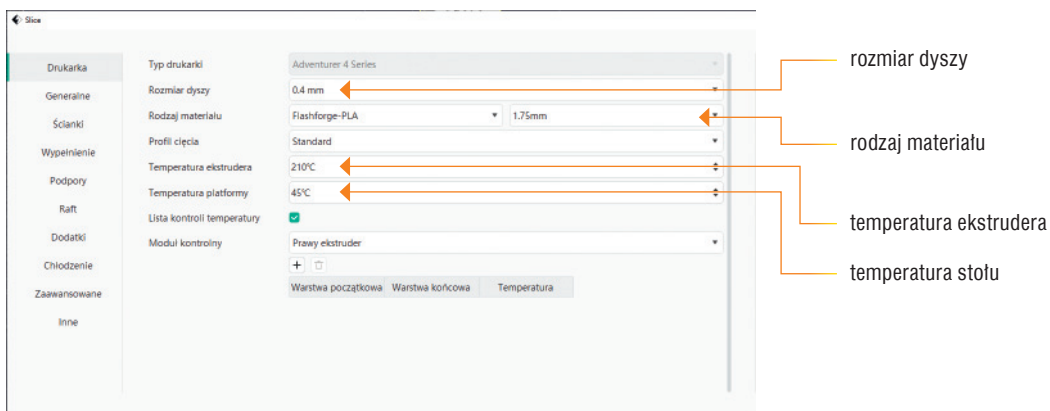 Slice
Drukarka
Generalne
Ścianki
Wypełnienie
Podpory
Raft
Dodatki
Chłodzenie
Zaawansowane
Inne
Typ drukarki Adventurer 4 Series
Rozmiar dyszy 0.4 mm
Rodzaj materiału Flashforge-PLA 1.75mm
Profil cięcia Standard
Temperatura ekstrudera 210°C
Temperatura platformy 45°C
Lista kontroli temperatury
Moduł kontrolny Prawy ekstruder
Warstwa początkowa Warstwa końcowa Temperatura
rozmiar dyszy
rodzaj materiału
temperatura ekstrudera
temperatura stołu